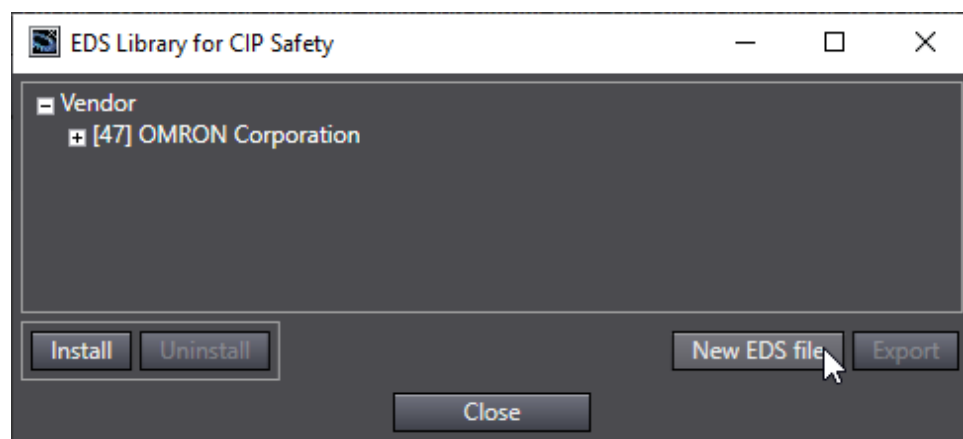 EDS Library for CIP Safety
Vendor
[47] OMRON Corporation
Install Uninstall New EDS file Export
Close